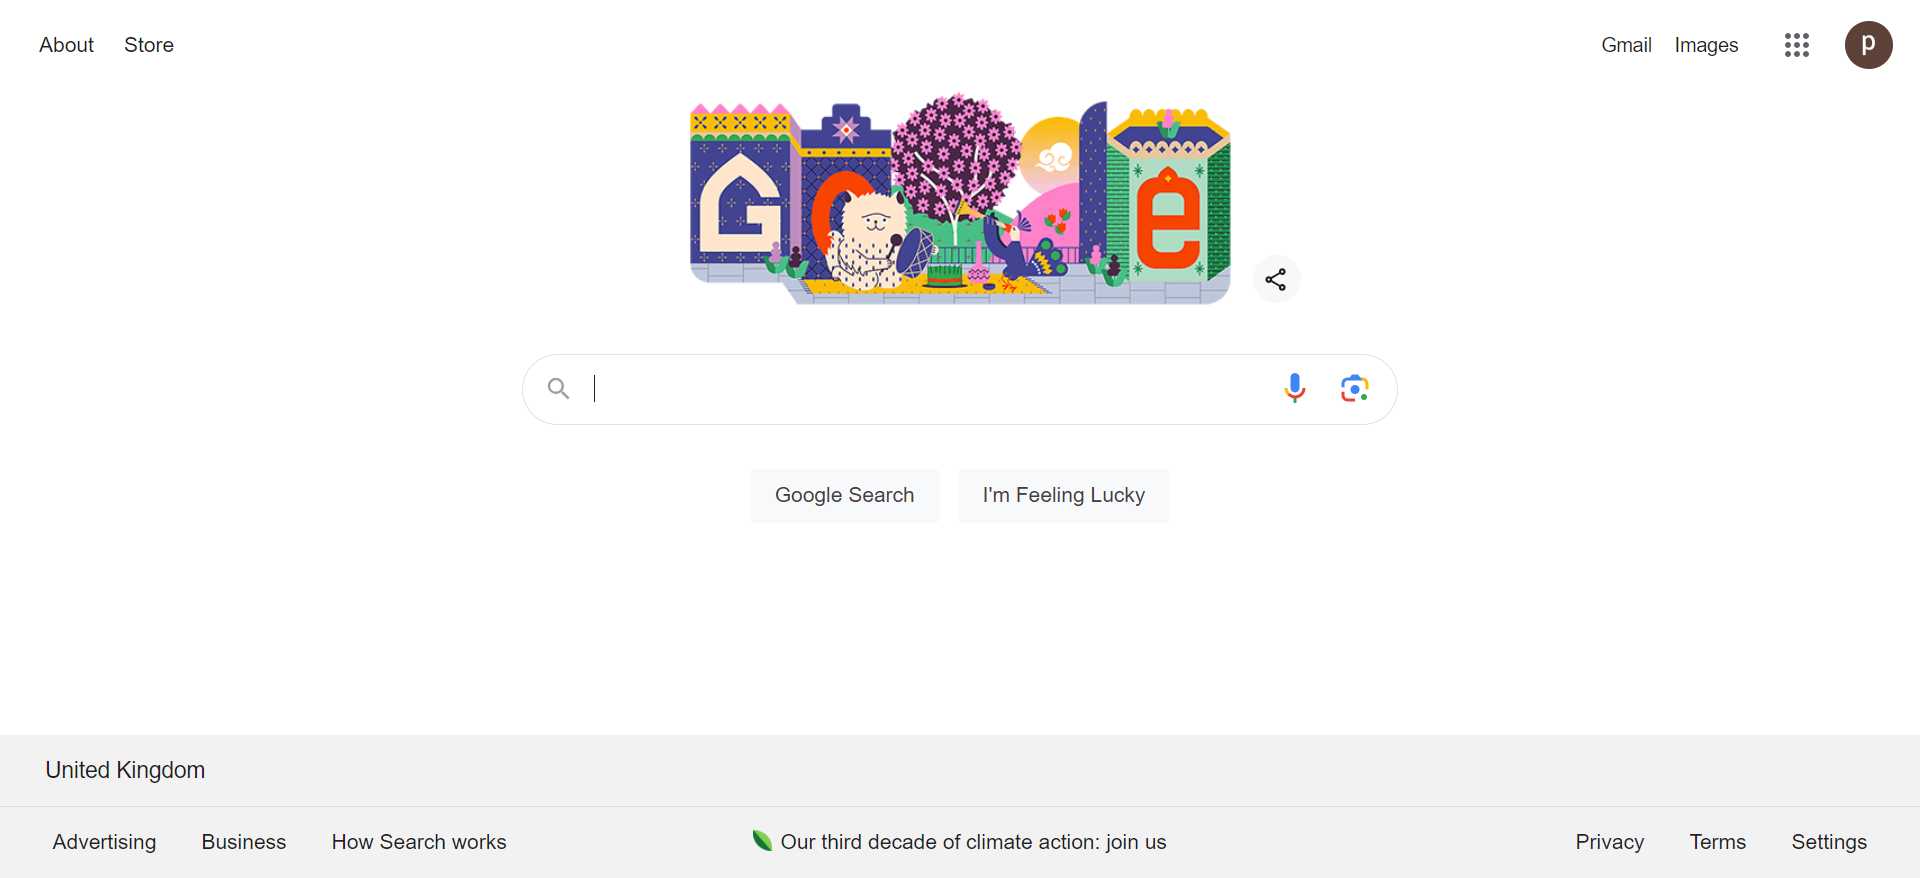 About Store
Gmail Images
p
G e
Google Search I'm Feeling Lucky
United Kingdom
Advertising Business How Search works
Our third decade of climate action: join us
Privacy Terms Settings